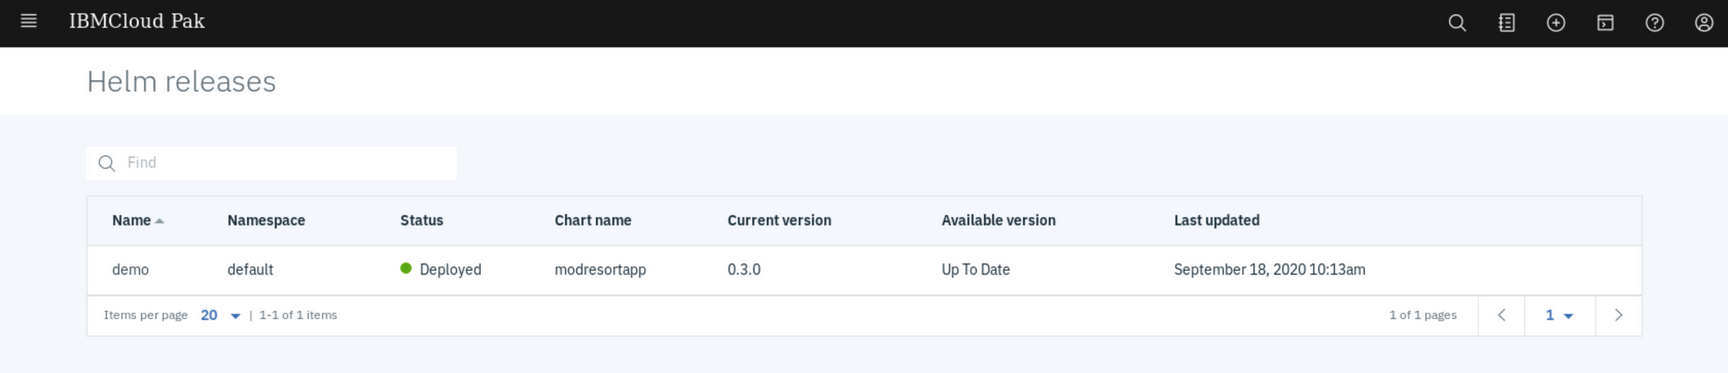 IBMCloud Pak
Helm releases
Find
Name Namespace Status Chart name Current version Available version Last updated
demo default Deployed modresortapp 0.3.0 Up To Date September 18, 2020 10:13am
Items per page 20 | 1-1 of 1 items 1 of 1 pages 1